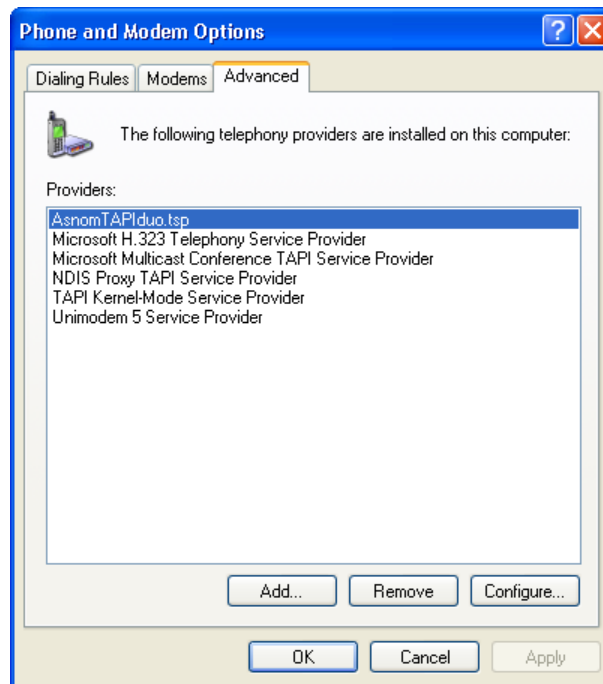 Phone and Modem Options
?
X
Dialing Rules
Modems
Advanced
The following telephony providers are installed on this computer:
Providers:
AsnomTAPIduo.tsp
Microsoft H.323 Telephony Service Provider
Microsoft Multicast Conference TAPI Service Provider
NDIS Proxy TAPI Service Provider
TAPI Kernel-Mode Service Provider
Unimodem 5 Service Provider
Add...
Remove
Configure...
OK
Cancel
Apply